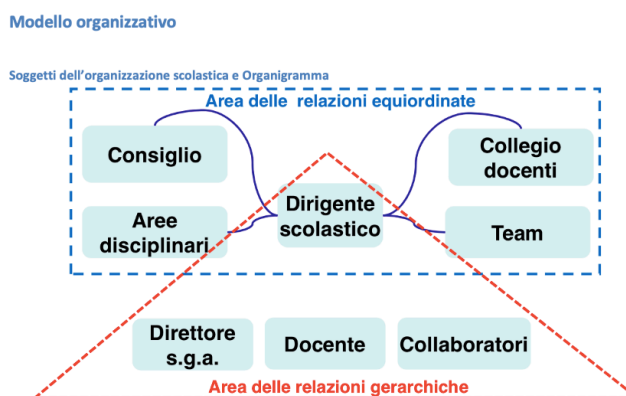 Modello organizzativo
Soggetti dell'organizzazione scolastica e Organigramma
Area delle relazioni equiordinate
Consiglio
Collegio
docenti
Dirigente
scolastico
Aree
disciplinari
Team
Direttore
s.g.a.
Docente
Collaboratori
Area delle relazioni gerarchiche